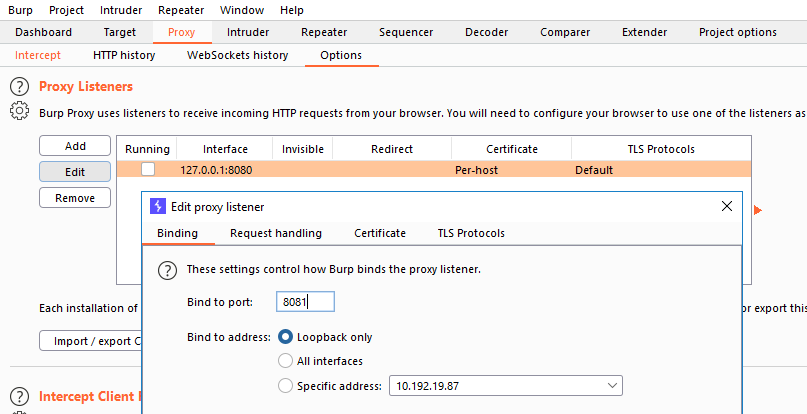 Burp Project Intruder Repeater Window Help
Dashboard Target Proxy Intruder Repeater Sequencer Decoder Comparer Extender Project options
Intercept HTTP history WebSockets history Options
? Proxy Listeners
Burp Proxy uses listeners to receive incoming HTTP requests from your browser. You will need to configure your browser to use one of the listeners as
Add
Edit
Remove
Running Interface Invisible Redirect Certificate TLS Protocols
127.0.0.1:8080 Per-host Default
Edit proxy listener
Binding Request handling Certificate TLS Protocols
? These settings control how Burp binds the proxy listener.
Bind to port: 8081
Bind to address: Loopback only
All interfaces
Specific address: 10.192.19.87
Each installation of
or export this
Import / export C
? Intercept Client